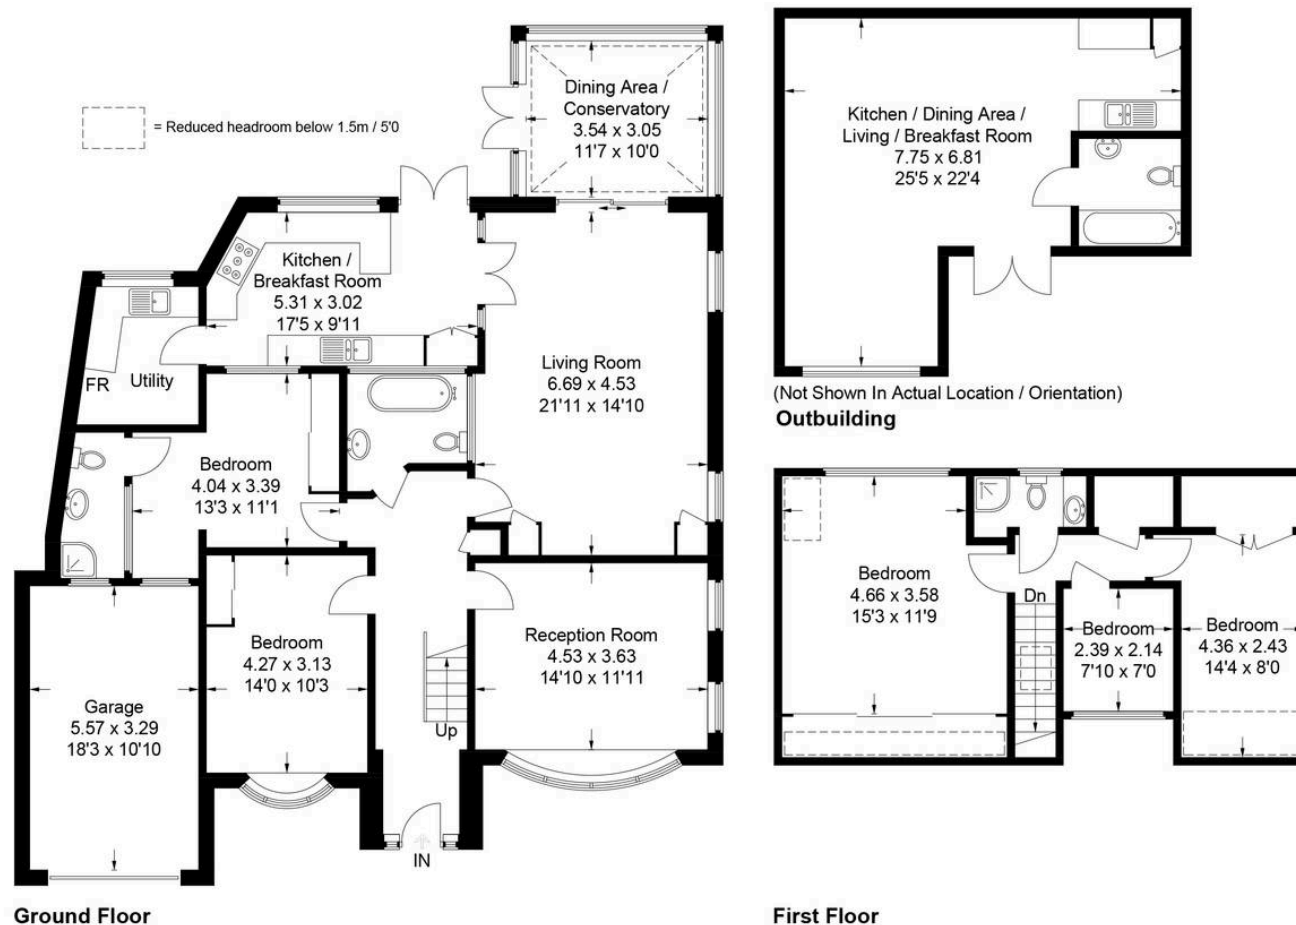 = Reduced headroom below 1.5m / 5'0
Dining Area /
Conservatory
3.54 x 3.05
11'7 x 10'0
Kitchen /
Breakfast Room
5.31 x 3.02
17'5 x 9'11
FR
Utility
Living Room
6.69 x 4.53
21'11 x 14'10
Bedroom
4.04 x 3.39
13'3 x 11'1
Bedroom
4.27 x 3.13
14'0 x 10'3
Reception Room
4.53 x 3.63
14'10 x 11'11
Garage
5.57 x 3.29
18'3 x 10'10
Up
IN
Ground Floor
Kitchen / Dining Area /
Living / Breakfast Room
7.75 x 6.81
25'5 x 22'4
(Not Shown In Actual Location / Orientation)
Outbuilding
Bedroom
4.66 x 3.58
15'3 x 11'9
Dn
Bedroom
2.39 x 2.14
7'10 x 7'0
Bedroom
4.36 x 2.43
14'4 x 8'0
First Floor